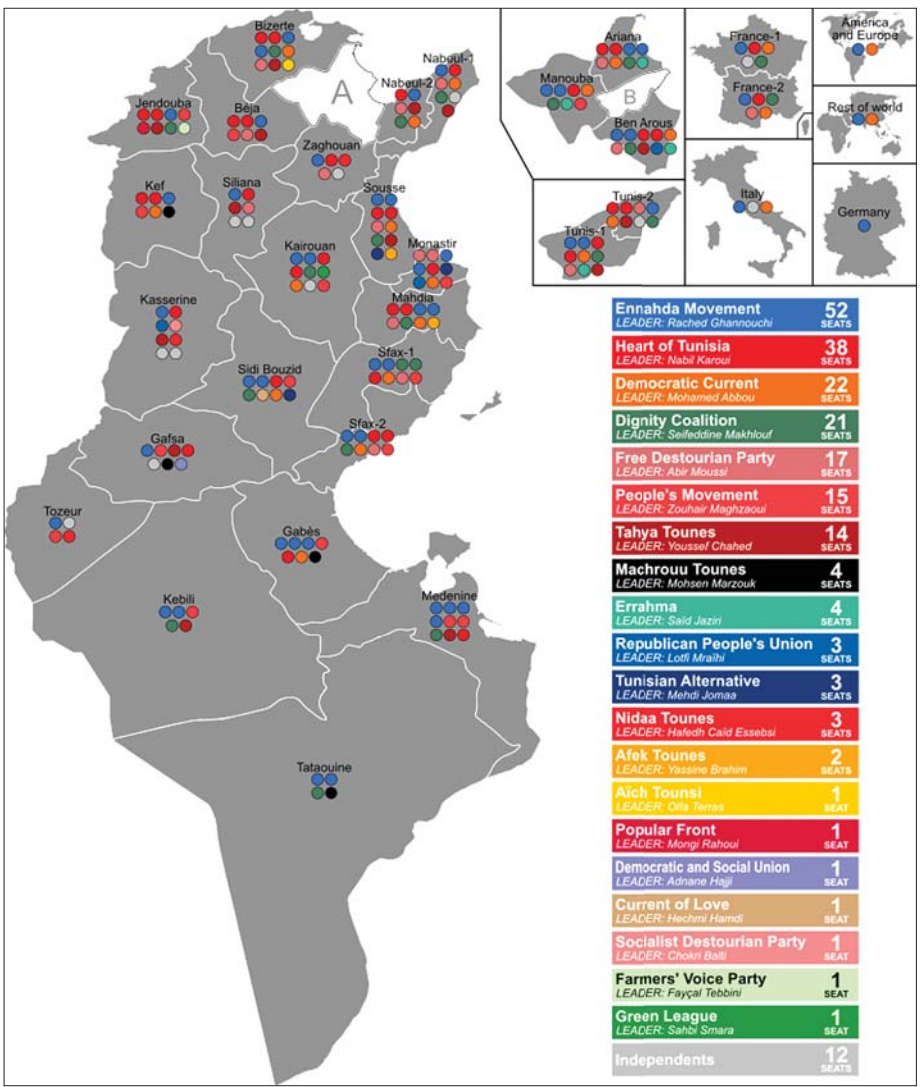 Bizerte
A
Nabeul-1
Nabeul-2
Jendouba
Béja
Zaghouan
Kef
Siliana
Sousse
Kairouan
Monastir
Kasserine
Mahdia
Sidi Bouzid
Sfax-1
Sfax-2
Gafsa
Tozeur
Gabès
Kebili
Medenine
Tataouine
Ariana
Manouba
B
Ben Arous
Tunis-2
Tunis-1
France-1
France-2
Italy
America
and Europe
Rest of world
Germany
Ennahda Movement 52
LEADER: Rached Ghannouchi SEATS
Heart of Tunisia 38
LEADER: Nabil Karoui SEATS
Democratic Current 22
LEADER: Mohamed Abbou SEATS
Dignity Coalition 21
LEADER: Seifeddine Makhlouf SEATS
Free Destourian Party 17
LEADER: Abir Moussi SEATS
People's Movement 15
LEADER: Zouhair Maghzaoui SEATS
Tahya Tounes 14
LEADER: Youssef Chahed SEATS
Machrouu Tounes 4
LEADER: Mohsen Marzouk SEATS
Errahma 4
LEADER: Saïd Jaziri SEATS
Republican People's Union 3
LEADER: Lotfi Mraïhi SEATS
Tunisian Alternative 3
LEADER: Mehdi Jomaa SEATS
Nidaa Tounes 3
LEADER: Hafedh Caïd Essebsi SEATS
Afek Tounes 2
LEADER: Yassine Brahim SEATS
Aïch Tounsi 1
LEADER: Olfa Terras SEAT
Popular Front 1
LEADER: Mongi Rahoui SEAT
Democratic and Social Union 1
LEADER: Adnane Hajji SEAT
Current of Love 1
LEADER: Hechmi Hamdi SEAT
Socialist Destourian Party 1
LEADER: Chokri Balti SEAT
Farmers' Voice Party 1
LEADER: Fayçal Tebbini SEAT
Green League 1
LEADER: Sahbi Smara SEAT
Independents 12
SEATS